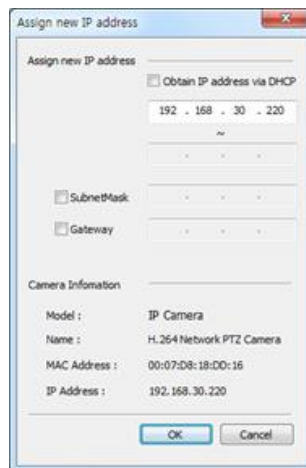 Assign new IP address
Assign new IP address
Obtain IP address via DHCP
192 . 168 . 30 . 220
~
. . .
SubnetMask . . .
Gateway . . .
Camera Infomation
Model : IP Camera
Name : H.264 Network PTZ Camera
MAC Address : 00:07:D8:18:DD:16
IP Address : 192.168.30.220
OK Cancel